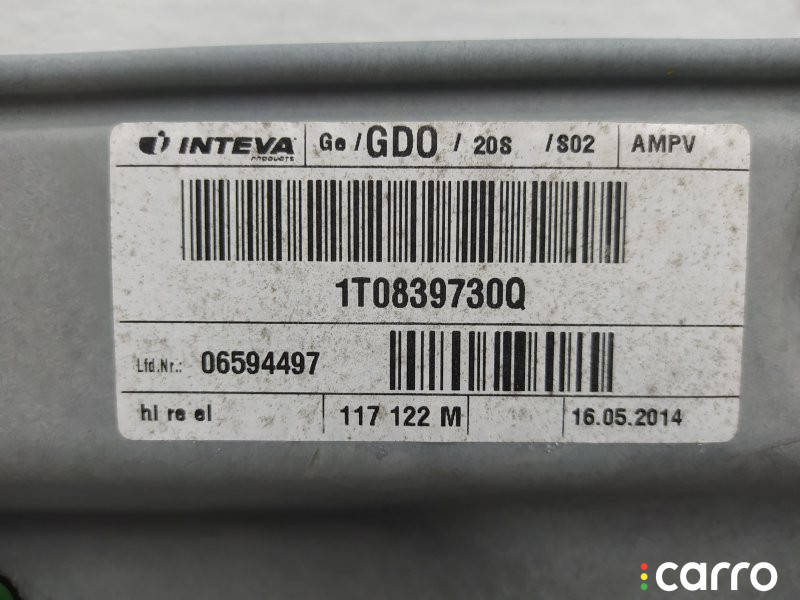 INTEVA PRODUCTS Ge / GDO / 20S / S02 AMPV
1T0839730Q
Lfd.Nr.: 06594497
hl re el 117 122 M 16.05.2014
carro